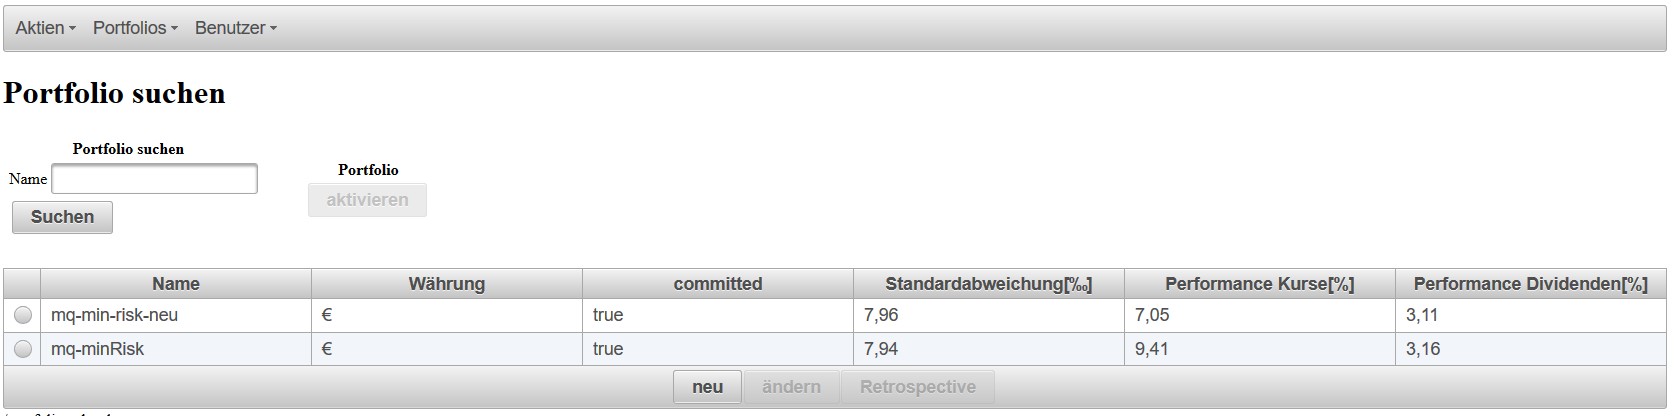 Aktien Portfolios Benutzer
Portfolio suchen
Portfolio suchen
Name
Suchen
Portfolio
aktivieren
Name Währung committed Standardabweichung[‰] Performance Kurse[%] Performance Dividenden[%]
mq-min-risk-neu € true 7,96 7,05 3,11
mq-minRisk € true 7,94 9,41 3,16
neu ändern Retrospective